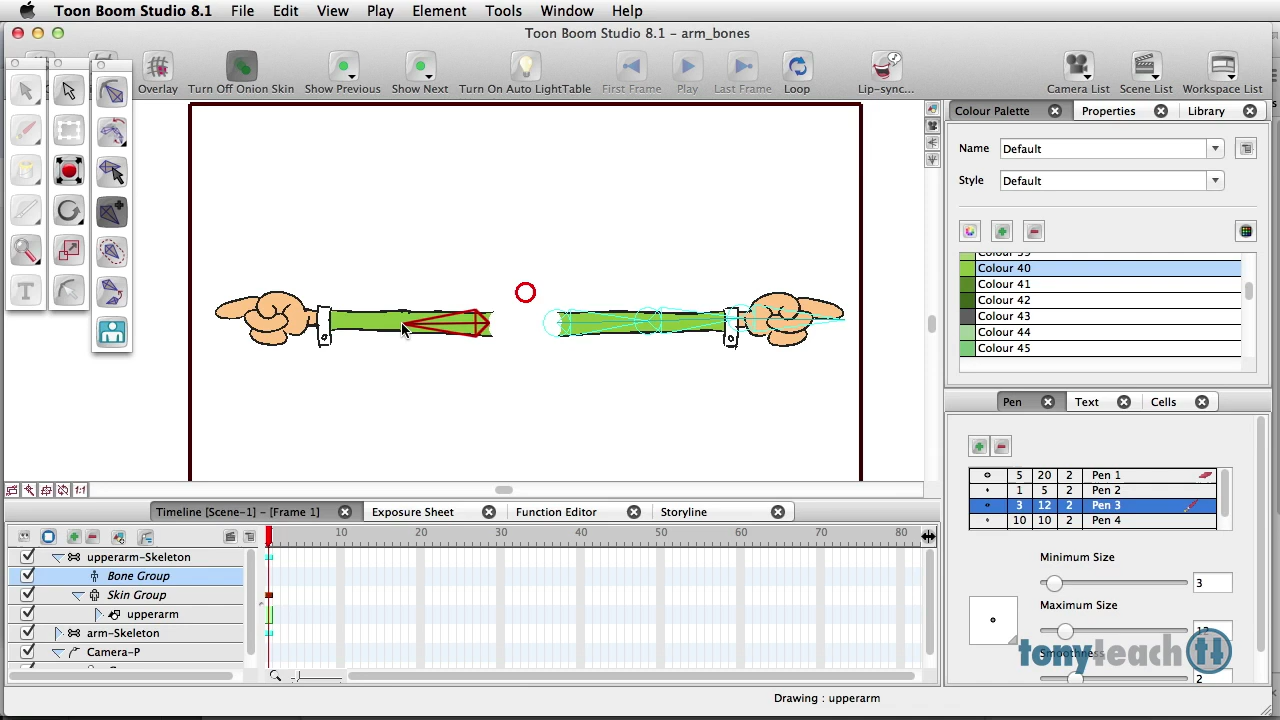 Toon Boom Studio 8.1 File Edit View Play Element Tools Window Help
Toon Boom Studio 8.1 - arm_bones
Overlay Turn Off Onion Skin Show Previous Show Next Turn On Auto LightTable First Frame Play Last Frame Loop Lip-sync... Camera List Scene List Workspace List
Colour Palette Properties Library
Name Default
Style Default
Colour 40
Colour 41
Colour 42
Colour 43
Colour 44
Colour 45
T
Pen Text Cells
5 20 2 Pen 1
1 5 2 Pen 2
3 12 2 Pen 3
10 10 2 Pen 4
1:1
Timeline [Scene-1] - [Frame 1] Exposure Sheet Function Editor Storyline
10 20 30 40 50 60 70 80
upperarm-Skeleton
Bone Group
Skin Group
upperarm
arm-Skeleton
Camera-P
Minimum Size
3
Maximum Size
Smoothness
2
tonyteach
Drawing : upperarm